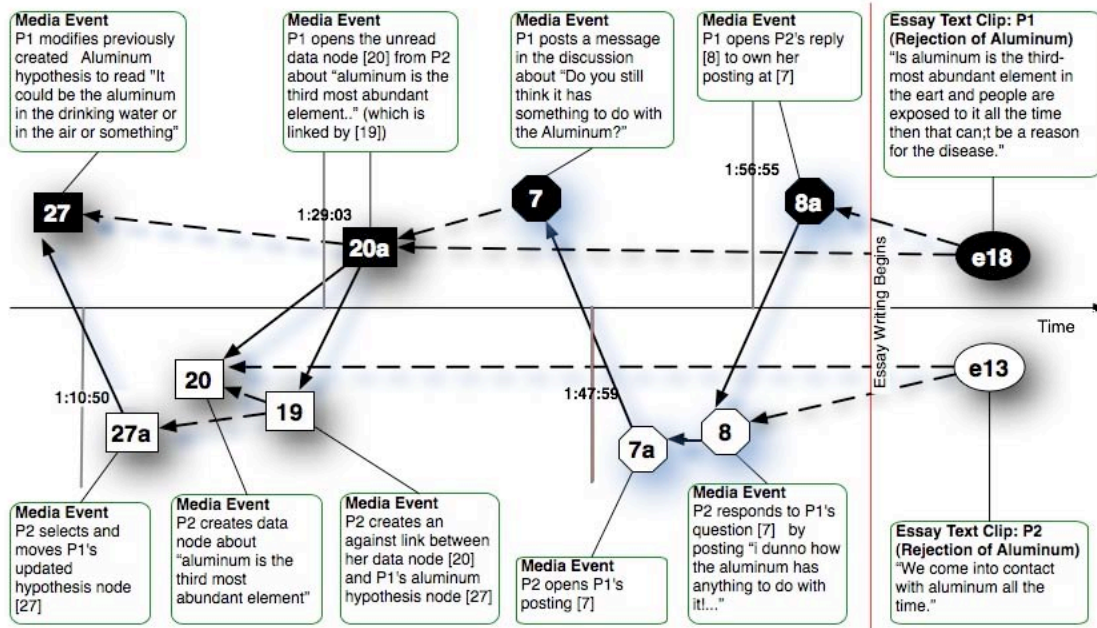 Media Event
P1 modifies previously
created Aluminum
hypothesis to read "It
could be the aluminum
in the drinking water or
in the air or something"
Media Event
P1 opens the unread
data node [20] from P2
about “aluminum is the
third most abundant
element..” (which is
linked by [19])
Media Event
P1 posts a message
in the discussion
about “Do you still
think it has
something to do with
the Aluminum?”
Media Event
P1 opens P2's reply
[8] to own her
posting at [7]
Essay Text Clip: P1
(Rejection of Aluminum)
“Is aluminum is the third-
most abundant element in
the eart and people are
exposed to it all the time
then that can;t be a reason
for the disease.”
1:56:55
27
1:29:03
20a
7
8a
e18
Essay Writing Begins
Time
1:10:50
27a
20
19
1:47:59
7a
8
e13
Media Event
P2 selects and
moves P1's
updated
hypothesis node
[27]
Media Event
P2 creates data
node about
“aluminum is the
third most
abundant element”
Media Event
P2 creates an
against link between
her data node [20]
and P1's aluminum
hypothesis node [27]
Media Event
P2 opens P1's
posting [7]
Media Event
P2 responds to P1's
question [7] by
posting “i dunno how
the aluminum has
anything to do with
it!...”
Essay Text Clip: P2
(Rejection of Aluminum)
“We come into contact
with aluminum all the
time.”